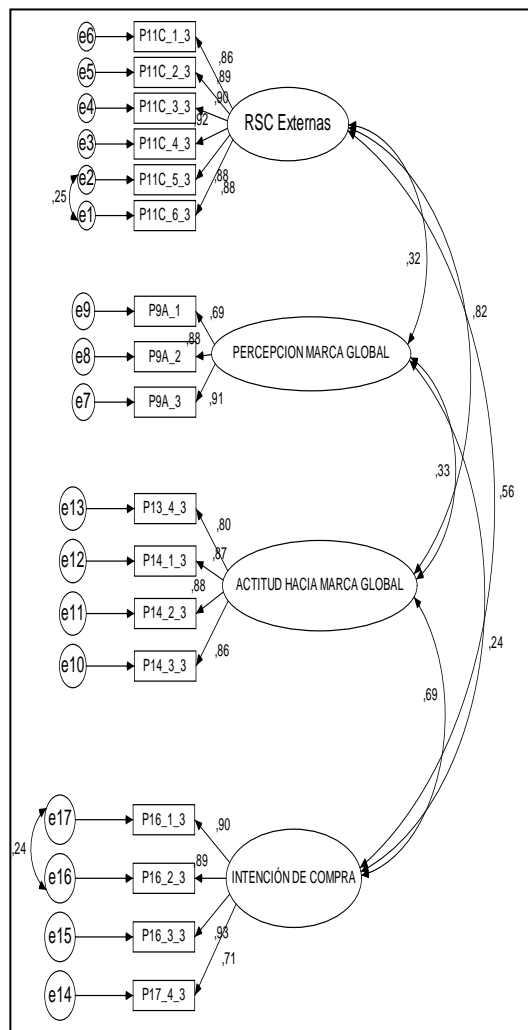 e6 P11C_1_3 ,86
e5 P11C_2_3 ,89
e4 P11C_3_3 ,90 RSC Externas
e3 P11C_4_3 ,92
e2 P11C_5_3 ,88
,25 e1 P11C_6_3 ,88
,32
,82
e9 P9A_1 ,69
e8 P9A_2 ,88 PERCEPCION MARCA GLOBAL
e7 P9A_3 ,91
,33
,56
e13 P13_4_3 ,80
e12 P14_1_3 ,87
e11 P14_2_3 ,88 ACTITUD HACIA MARCA GLOBAL
e10 P14_3_3 ,86
,24
,69
e17 P16_1_3 ,90
,24 e16 P16_2_3 ,89 INTENCIÓN DE COMPRA
e15 P16_3_3 ,93
e14 P17_4_3 ,71